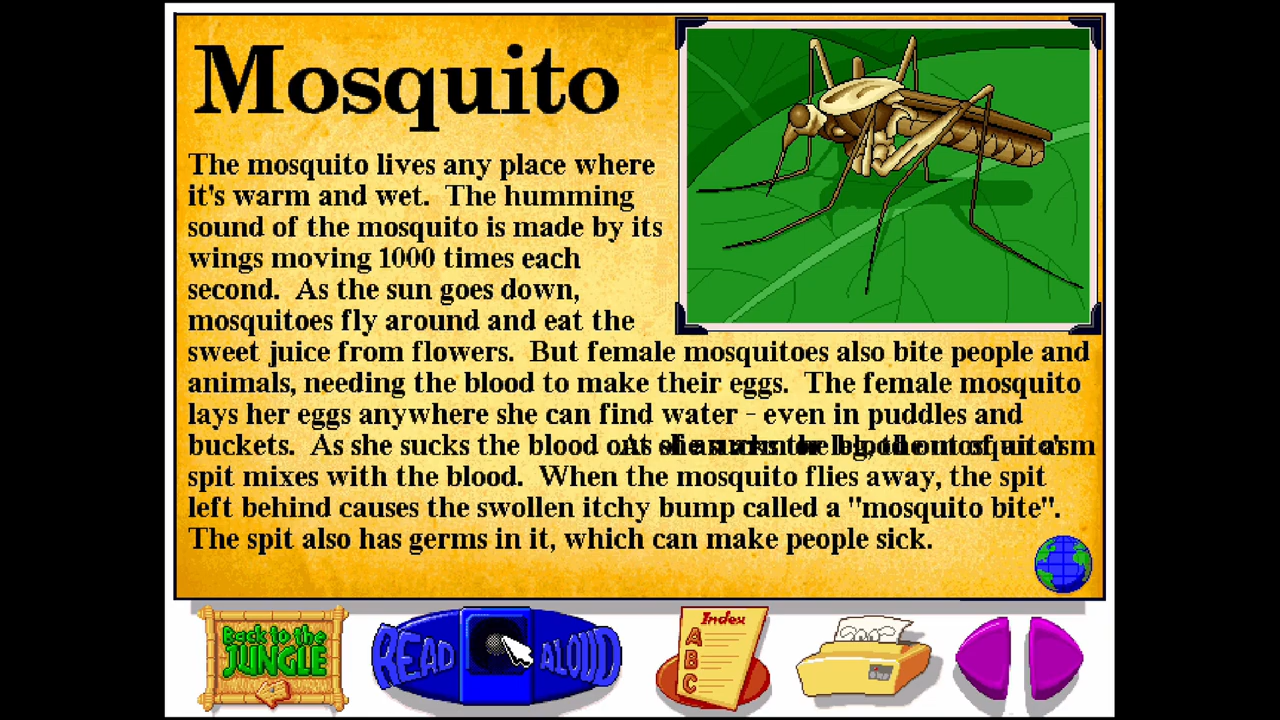 Mosquito
The mosquito lives any place where
it's warm and wet. The humming
sound of the mosquito is made by its
wings moving 1000 times each
second. As the sun goes down,
mosquitoes fly around and eat the
sweet juice from flowers. But female mosquitoes also bite people and
animals, needing the blood to make their eggs. The female mosquito
lays her eggs anywhere she can find water - even in puddles and
buckets. As she sucks the blood
spit mixes with the blood. When the mosquito flies away, the spit
left behind causes the swollen itchy bump called a "mosquito bite".
The spit also has germs in it, which can make people sick.
Back to the
JUNGLE
READ ALOUD
Index
A
B
C